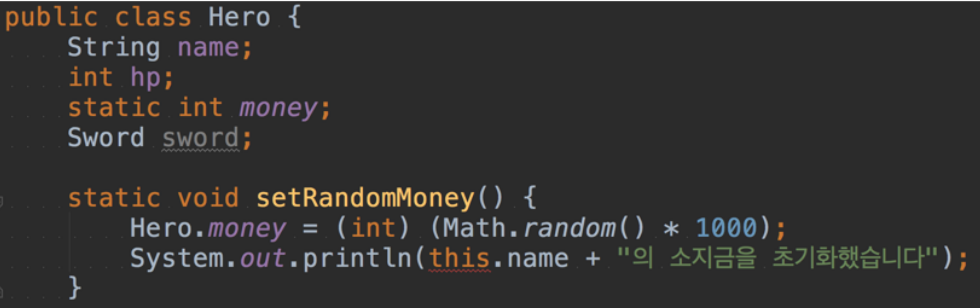 public class Hero {
    String name;
    int hp;
    static int money;
    Sword sword;
    static void setRandomMoney() {
        Hero.money = (int) (Math.random() * 1000);
        System.out.println(this.name + "의 소지금을 초기화했습니다");
    }